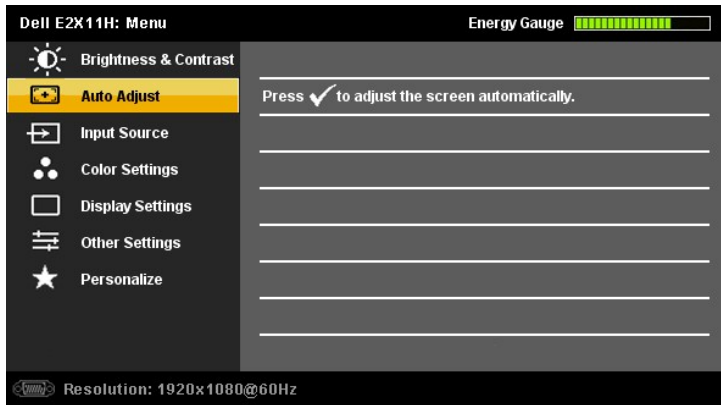 Dell E2X11H: Menu
Energy Gauge
Brightness & Contrast
Auto Adjust
Press ✓ to adjust the screen automatically.
Input Source
Color Settings
Display Settings
Other Settings
Personalize
Resolution: 1920x1080@60Hz